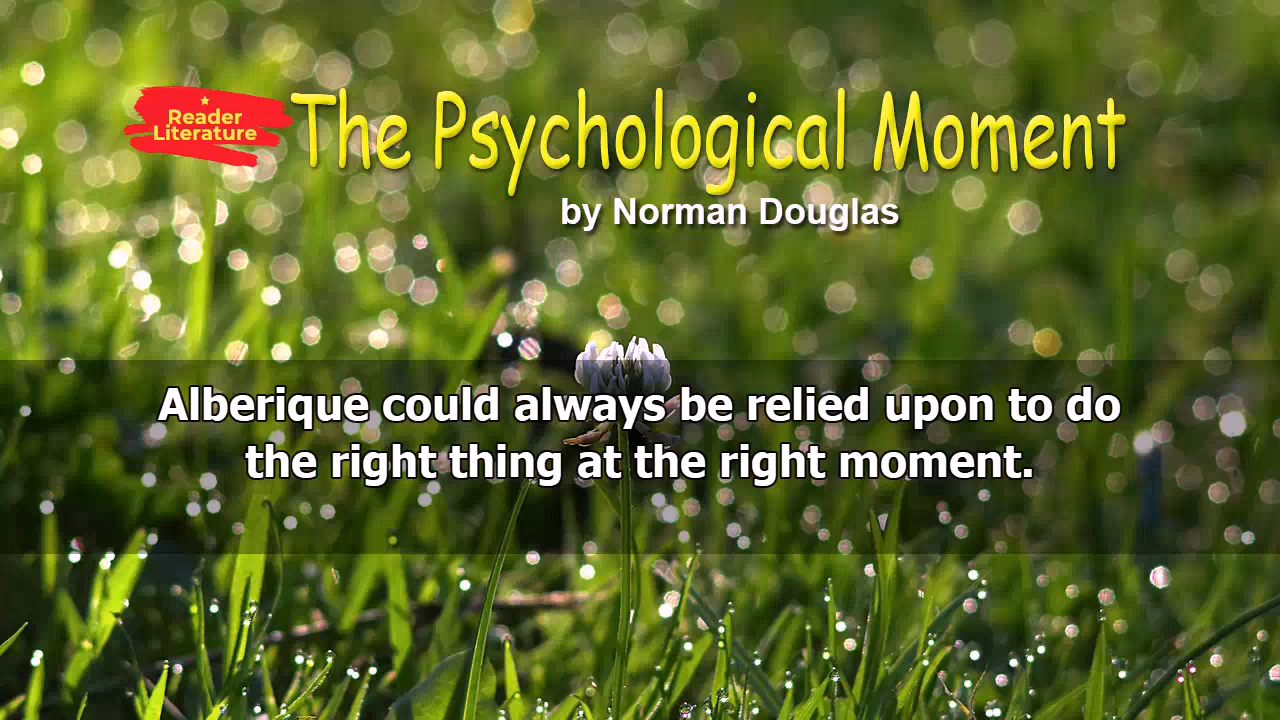 Reader
Literature
The Psychological Moment
by Norman Douglas
Alberique could always be relied upon to do
the right thing at the right moment.